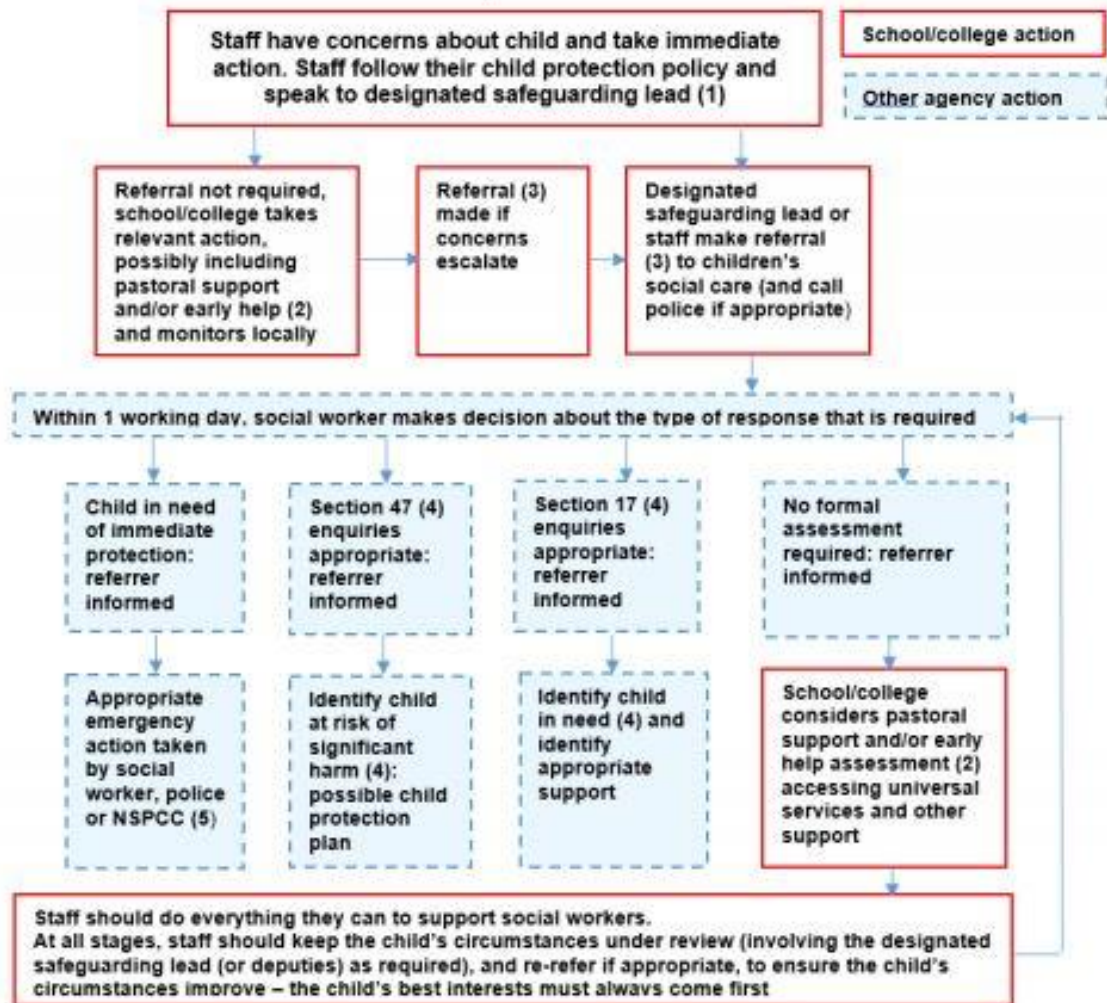 Staff have concerns about child and take immediate
action. Staff follow their child protection policy and
speak to designated safeguarding lead (1)
School/college action
Other agency action
Referral not required,
school/college takes
relevant action,
possibly including
pastoral support
and/or early help (2)
and monitors locally
Referral (3)
made if
concerns
escalate
Designated
safeguarding lead or
staff make referral
(3) to children's
social care (and call
police if appropriate)
Within 1 working day, social worker makes decision about the type of response that is required
Child in need
of immediate
protection:
referrer
informed
Section 47 (4)
enquiries
appropriate:
referrer
informed
Section 17 (4)
enquiries
appropriate:
referrer
informed
No formal
assessment
required: referrer
informed
Appropriate
emergency
action taken
by social
worker, police
or NSPCC (5)
Identify child
at risk of
significant
harm (4):
possible child
protection
plan
Identify child
in need (4) and
identify
appropriate
support
School/college
considers pastoral
support and/or early
help assessment (2)
accessing universal
services and other
support
Staff should do everything they can to support social workers.
At all stages, staff should keep the child's circumstances under review (involving the designated
safeguarding lead (or deputies) as required), and re-refer if appropriate, to ensure the child's
circumstances improve – the child's best interests must always come first